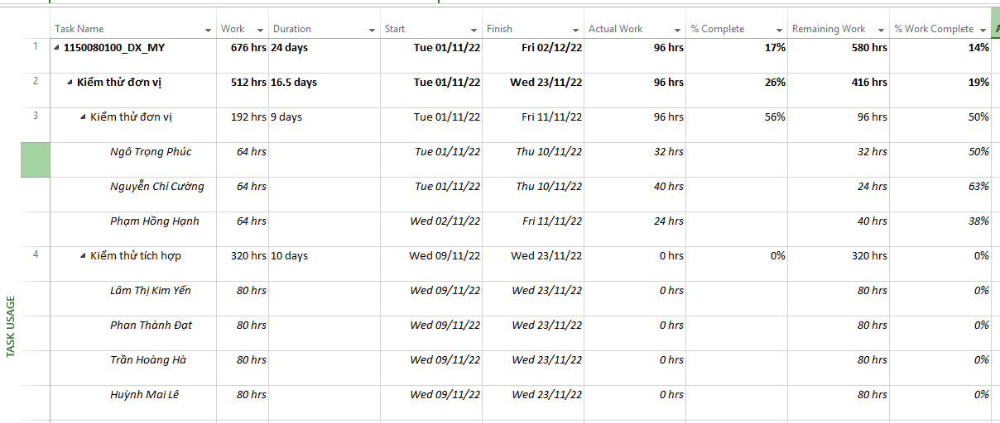 Task Name Work Duration Start Finish Actual Work % Complete Remaining Work % Work Complete
1 1150080100_DX_MY 676 hrs 24 days Tue 01/11/22 Fri 02/12/22 96 hrs 17% 580 hrs 14%
2 Kiểm thử đơn vị 512 hrs 16.5 days Tue 01/11/22 Wed 23/11/22 96 hrs 26% 416 hrs 19%
3 Kiểm thử đơn vị 192 hrs 9 days Tue 01/11/22 Fri 11/11/22 96 hrs 56% 96 hrs 50%
Ngô Trọng Phúc 64 hrs Tue 01/11/22 Thu 10/11/22 32 hrs 32 hrs 50%
Nguyễn Chí Cường 64 hrs Tue 01/11/22 Thu 10/11/22 40 hrs 24 hrs 63%
Phạm Hồng Hạnh 64 hrs Wed 02/11/22 Fri 11/11/22 24 hrs 40 hrs 38%
4 Kiểm thử tích hợp 320 hrs 10 days Wed 09/11/22 Wed 23/11/22 0 hrs 0% 320 hrs 0%
Lâm Thị Kim Yến 80 hrs Wed 09/11/22 Wed 23/11/22 0 hrs 80 hrs 0%
Phan Thành Đạt 80 hrs Wed 09/11/22 Wed 23/11/22 0 hrs 80 hrs 0%
Trần Hoàng Hà 80 hrs Wed 09/11/22 Wed 23/11/22 0 hrs 80 hrs 0%
Huỳnh Mai Lê 80 hrs Wed 09/11/22 Wed 23/11/22 0 hrs 80 hrs 0%
TASK USAGE